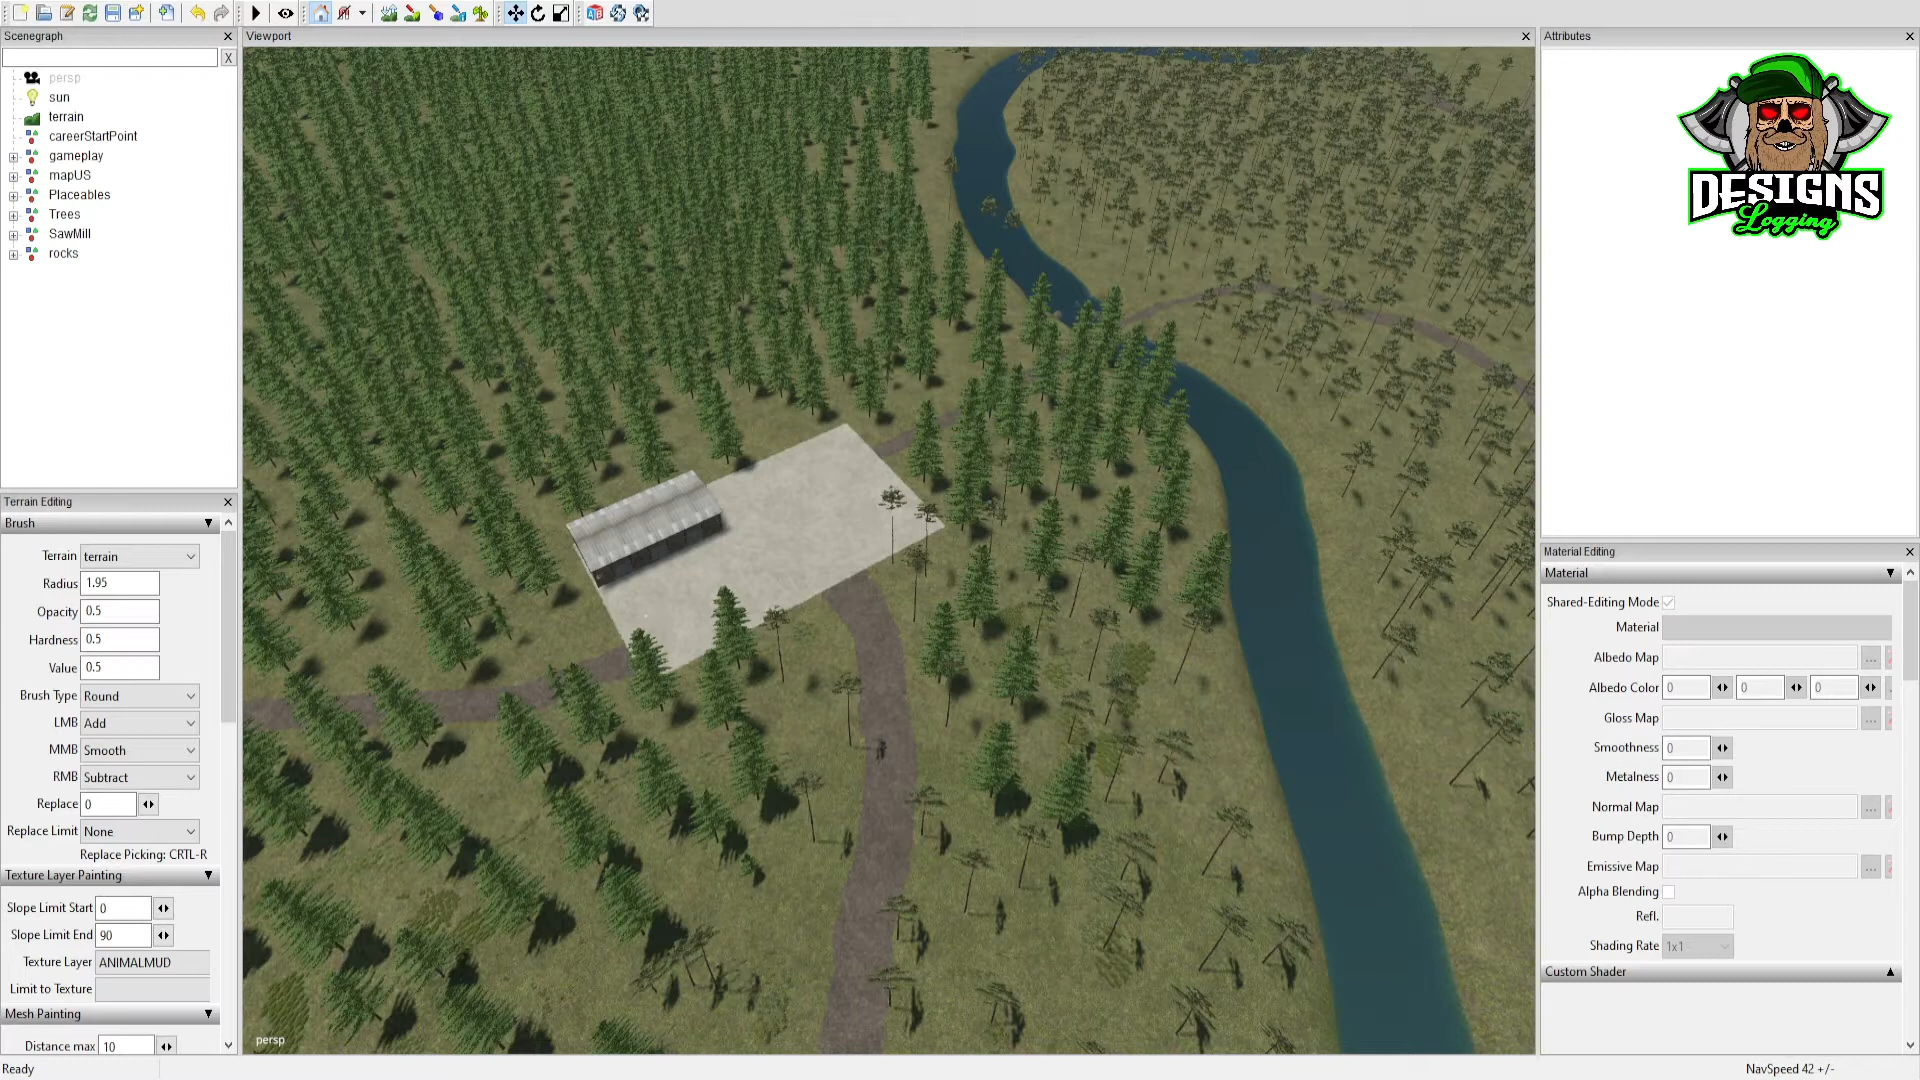 Scenegraph
X
persp
sun
terrain
careerStartPoint
gameplay
mapUS
Placeables
Trees
SawMill
rocks
Terrain Editing
Brush
Terrain terrain
Radius 1.95
Opacity 0.5
Hardness 0.5
Value 0.5
Brush Type Round
LMB Add
MMB Smooth
RMB Subtract
Replace 0
Replace Limit None
Replace Picking: CRTL-R
Texture Layer Painting
Slope Limit Start 0
Slope Limit End 90
Texture Layer ANIMALMUD
Limit to Texture
Mesh Painting
Distance max 10
Ready
Viewport
persp
Attributes
DESIGNS
Logging
Material Editing
Material
Shared-Editing Mode
Material
Albedo Map ...
Albedo Color 0 0 0
Gloss Map ...
Smoothness 0
Metalness 0
Normal Map ...
Bump Depth 0
Emissive Map ...
Alpha Blending
Refl.
Shading Rate 1x1
Custom Shader
NavSpeed 42 +/-